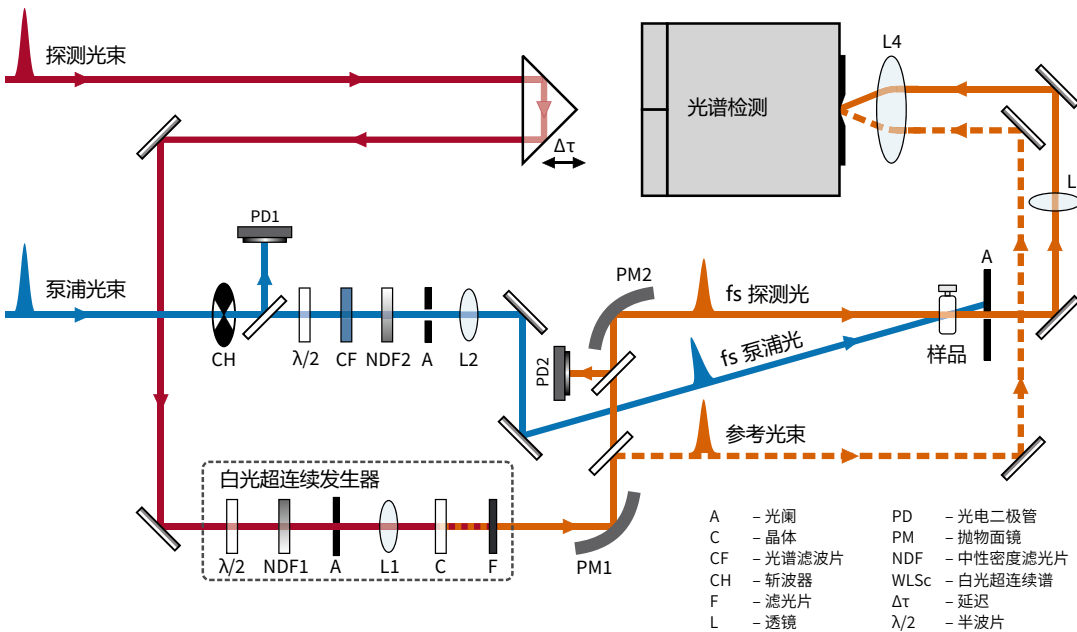 探测光束
Δτ
光谱检测
L4
L
PD1
泵浦光束
CH
λ/2
CF
NDF2
A
L2
PM2
PD2
fs 探测光
fs 泵浦光
A
样品
参考光束
白光超连续发生器
λ/2
NDF1
A
L1
C
F
PM1
A – 光阑
C – 晶体
CF – 光谱滤波片
CH – 斩波器
F – 滤光片
L – 透镜
PD – 光电二极管
PM – 抛物面镜
NDF – 中性密度滤光片
WLSc – 白光超连续谱
Δτ – 延迟
λ/2 – 半波片